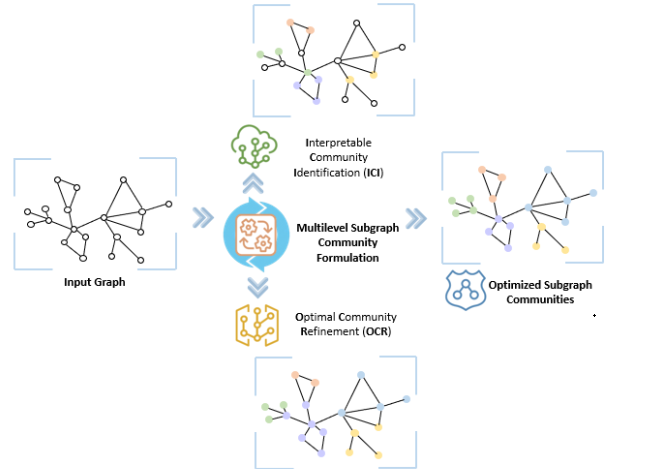 Interpretable
Community
Identification (ICI)
Multilevel Subgraph
Community
Formulation
Input Graph
Optimized Subgraph
Communities
Optimal Community
Refinement (OCR)